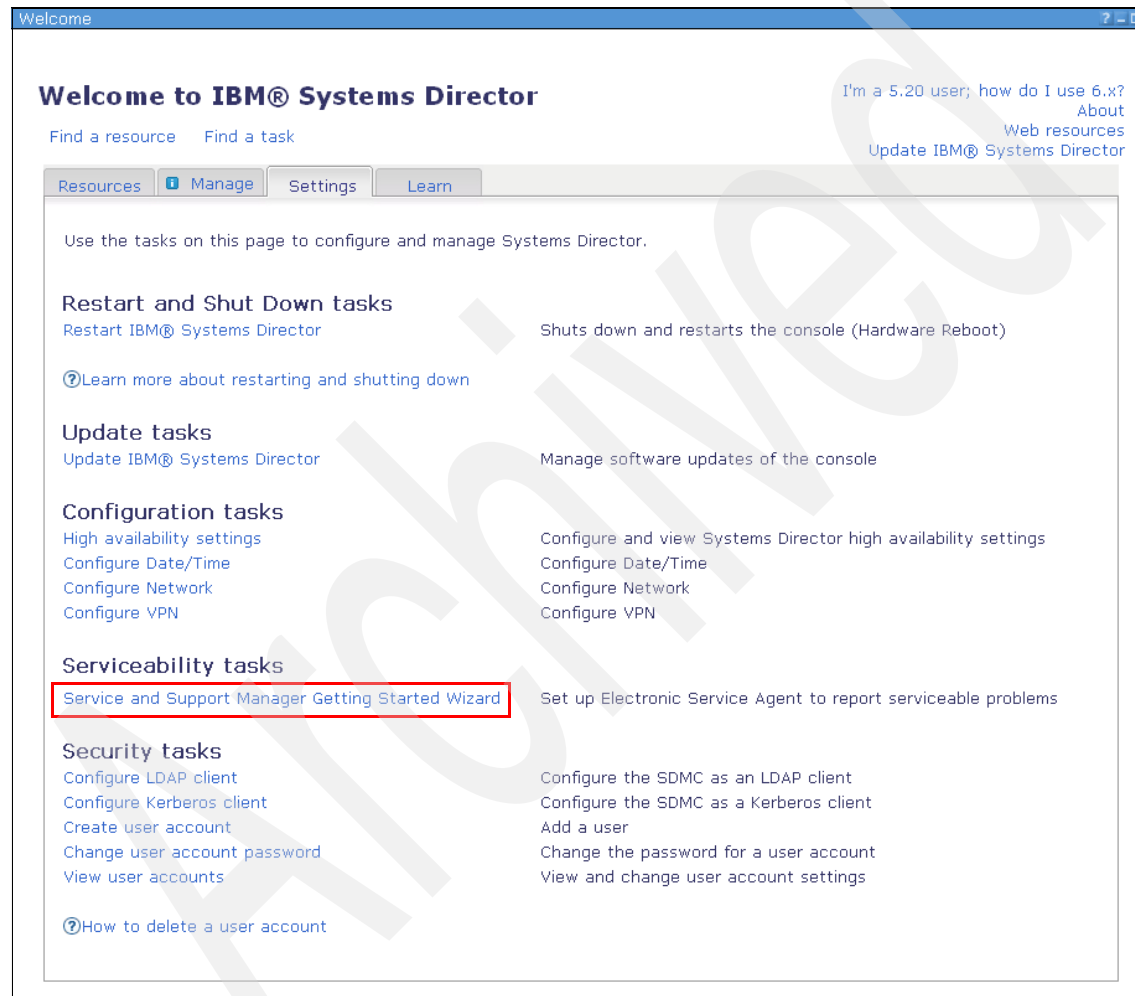 Welcome
? –
Welcome to IBM® Systems Director
I'm a 5.20 user; how do I use 6.x?
About
Web resources
Update IBM® Systems Director
Find a resource Find a task
Resources Manage Settings Learn
Use the tasks on this page to configure and manage Systems Director.
Restart and Shut Down tasks
Restart IBM® Systems Director Shuts down and restarts the console (Hardware Reboot)
?Learn more about restarting and shutting down
Update tasks
Update IBM® Systems Director Manage software updates of the console
Configuration tasks
High availability settings Configure and view Systems Director high availability settings
Configure Date/Time Configure Date/Time
Configure Network Configure Network
Configure VPN Configure VPN
Serviceability tasks
Service and Support Manager Getting Started Wizard Set up Electronic Service Agent to report serviceable problems
Security tasks
Configure LDAP client Configure the SDMC as an LDAP client
Configure Kerberos client Configure the SDMC as a Kerberos client
Create user account Add a user
Change user account password Change the password for a user account
View user accounts View and change user account settings
?How to delete a user account
Archived